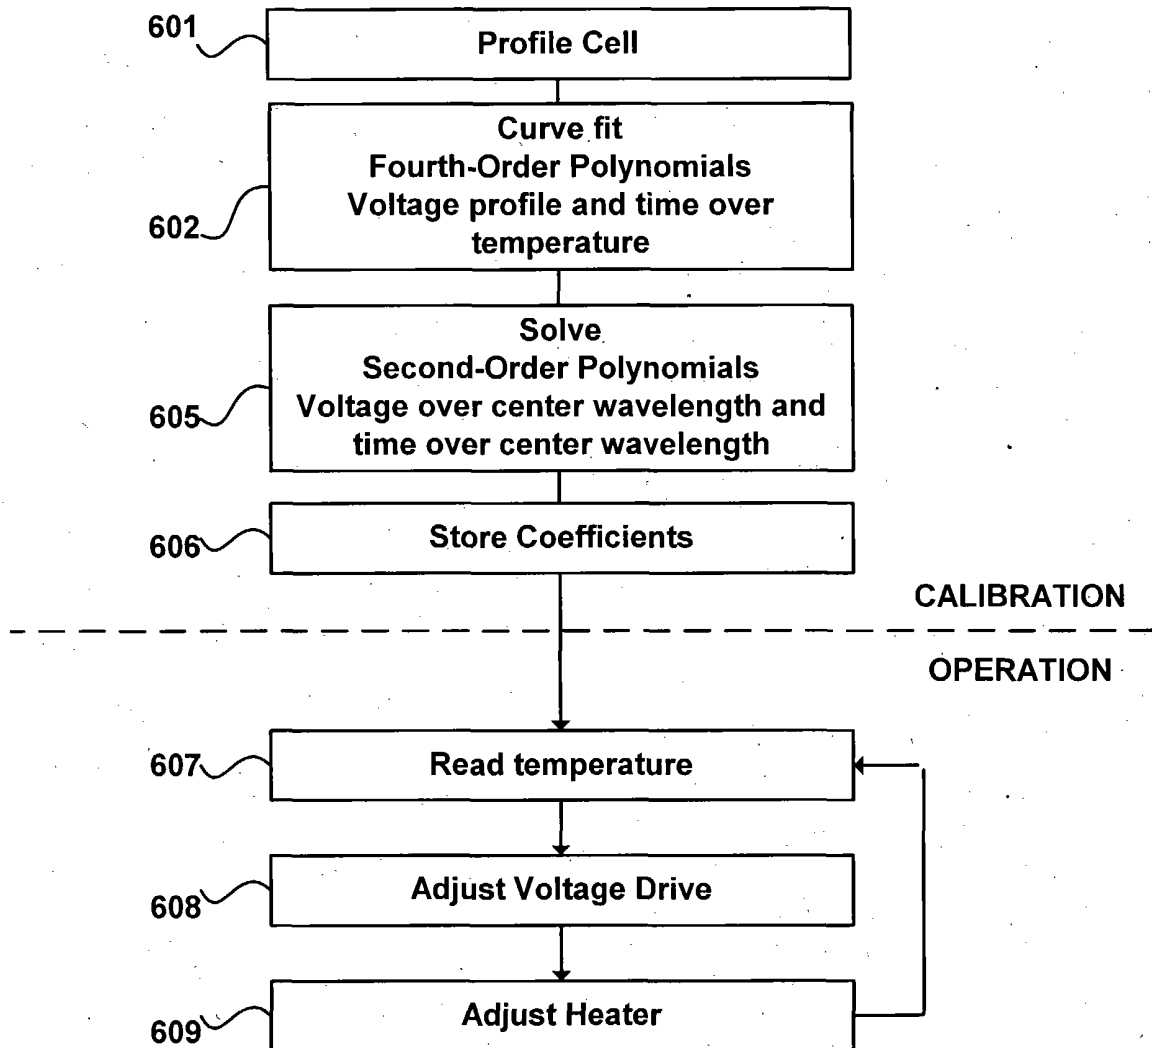 601
Profile Cell
Curve fit
Fourth-Order Polynomials
Voltage profile and time over
temperature
602
Solve
Second-Order Polynomials
Voltage over center wavelength and
time over center wavelength
605
606
Store Coefficients
CALIBRATION
OPERATION
607
Read temperature
608
Adjust Voltage Drive
609
Adjust Heater